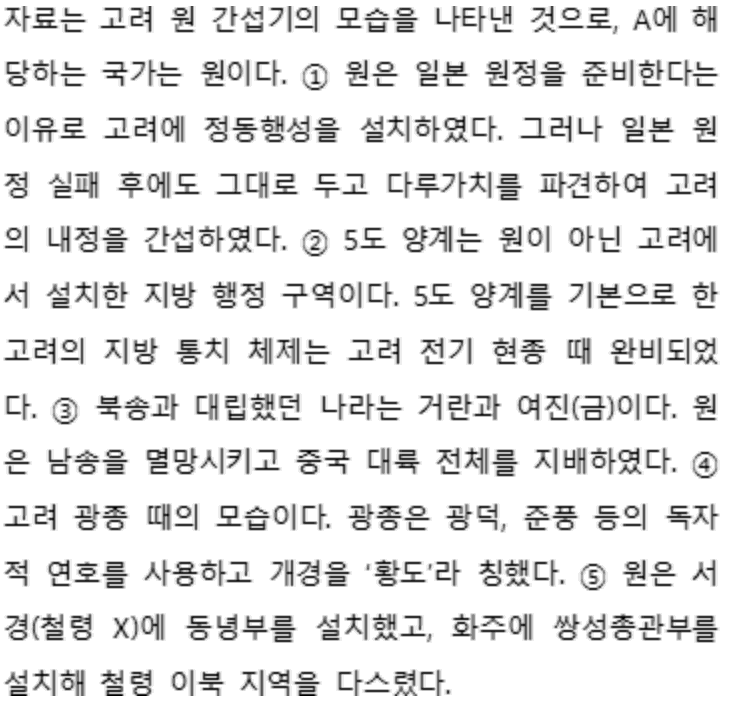 자료는 고려 원 간섭기의 모습을 나타낸 것으로, A에 해
당하는 국가는 원이다. ① 원은 일본 원정을 준비한다는
이유로 고려에 정동행성을 설치하였다. 그러나 일본 원
정 실패 후에도 그대로 두고 다루가치를 파견하여 고려
의 내정을 간섭하였다. ② 5도 양계는 원이 아닌 고려에
서 설치한 지방 행정 구역이다. 5도 양계를 기본으로 한
고려의 지방 통치 체제는 고려 전기 현종 때 완비되었
다. ③ 북송과 대립했던 나라는 거란과 여진(금)이다. 원
은 남송을 멸망시키고 중국 대륙 전체를 지배하였다. ④
고려 광종 때의 모습이다. 광종은 광덕, 준풍 등의 독자
적 연호를 사용하고 개경을 ‘황도’라 칭했다. ⑤ 원은 서
경(철령 X)에 동녕부를 설치했고, 화주에 쌍성총관부를
설치해 철령 이북 지역을 다스렸다.